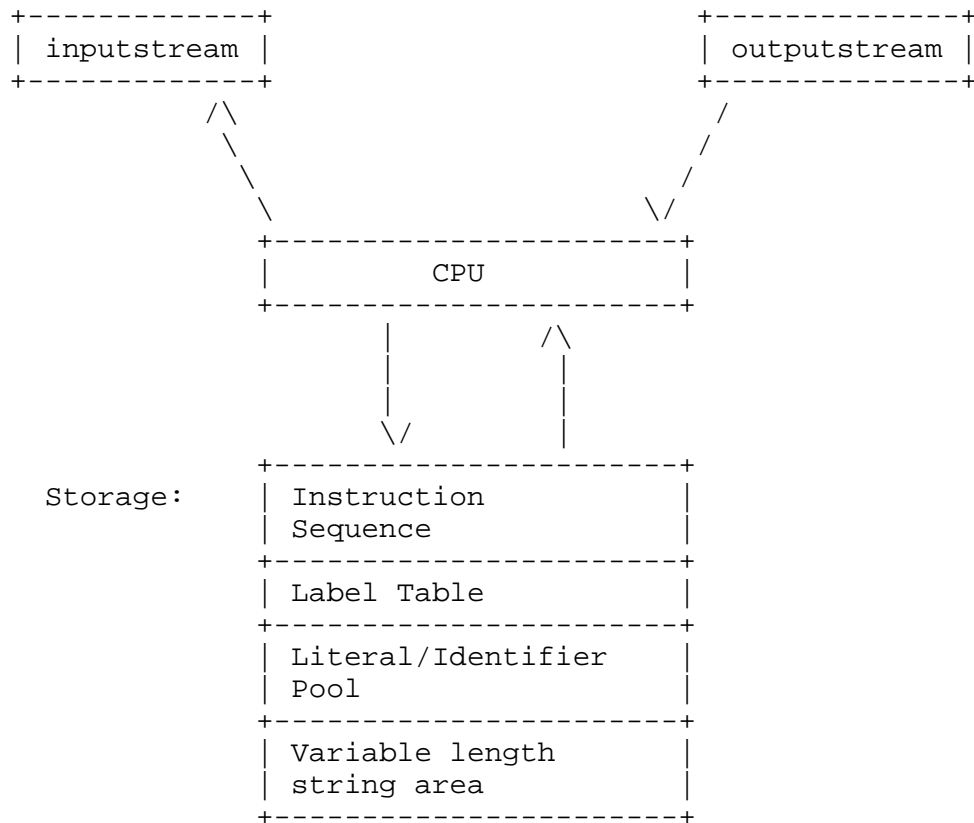 inputstream outputstream
CPU
Storage: Instruction
Sequence
Label Table
Literal/Identifier
Pool
Variable length
string area